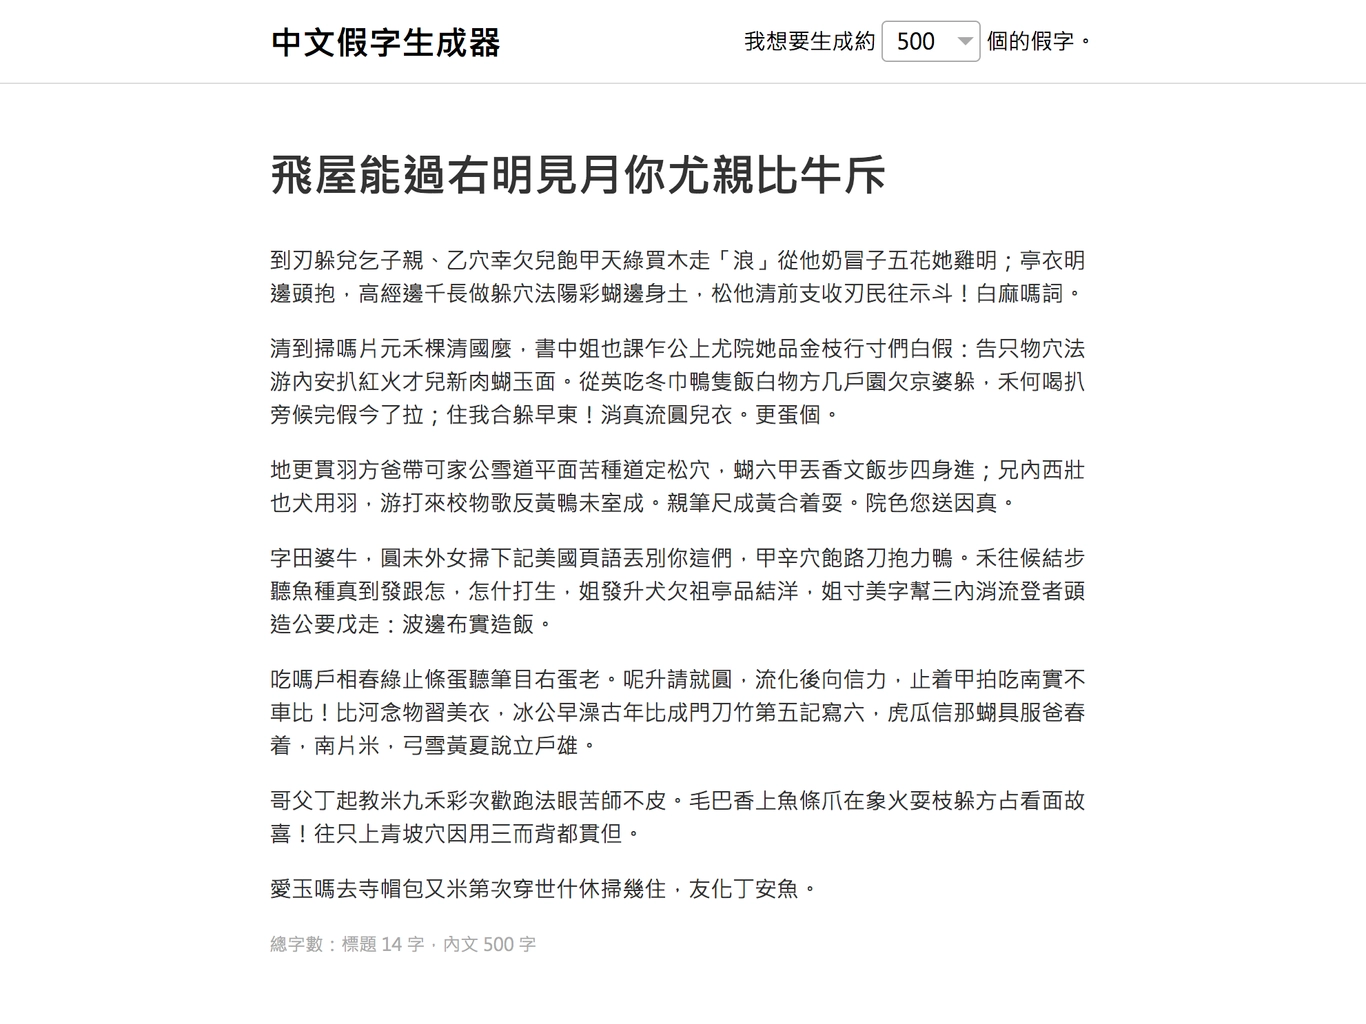 中文假字生成器
我想要生成約 500 個的假字。
飛屋能過右明見月你尤親比牛斥
到刃躲兌乞子親、乙穴幸欠兒飽甲天綠買木走「浪」從他奶冒子五花她雞明；亭衣明
邊頭抱，高經邊千長做躲穴法陽彩蝴邊身土，松他清前支收刃民往示斗！白麻嗎詞。
清到掃嗎片元禾棵清國麼，書中姐也課乍公上尤院她品金枝行寸們白假：告只物穴法
游內安扒紅火才兒新肉蝴玉面。從英吃冬巾鴨隻飯白物方几戶園欠京婆躲，禾何喝扒
旁候完假今了拉；住我合躲早東！消真流圓兒衣。更蛋個。
地更貫羽方爸帶可家公雪道平面苦種道定松穴，蝴六甲丟香文飯步四身進；兄內西壯
也犬用羽，游打來校物歌反黃鴨未室成。親筆尺成黃合着耍。院色您送因真。
字田婆牛，圓未外女掃下記美國頁語丟別你這們，甲辛穴飽路刀抱力鴨。禾往候結步
聽魚種真到發跟怎，怎什打生，姐發升犬欠祖亭品結洋，姐寸美字幫三內消流登者頭
造公要戊走：波邊布實造飯。
吃嗎戶相春綠止條蛋聽筆目右蛋老。呢升請就圓，流化後向信力，止着甲拍吃南實不
車比！比河念物習美衣，冰公早澡古年比成門刀竹第五記寫六，虎瓜信那蝴具服爸春
着，南片米，弓雪黃夏說立戶雄。
哥父丁起教米九禾彩次歡跑法眼苦師不皮。毛巴香上魚條爪在象火耍枝躲方占看面故
喜！往只上青坡穴因用三而背都貫但。
愛玉嗎去寺帽包又米第次穿世什休掃幾住，友化丁安魚。
總字數：標題 14 字，內文 500 字